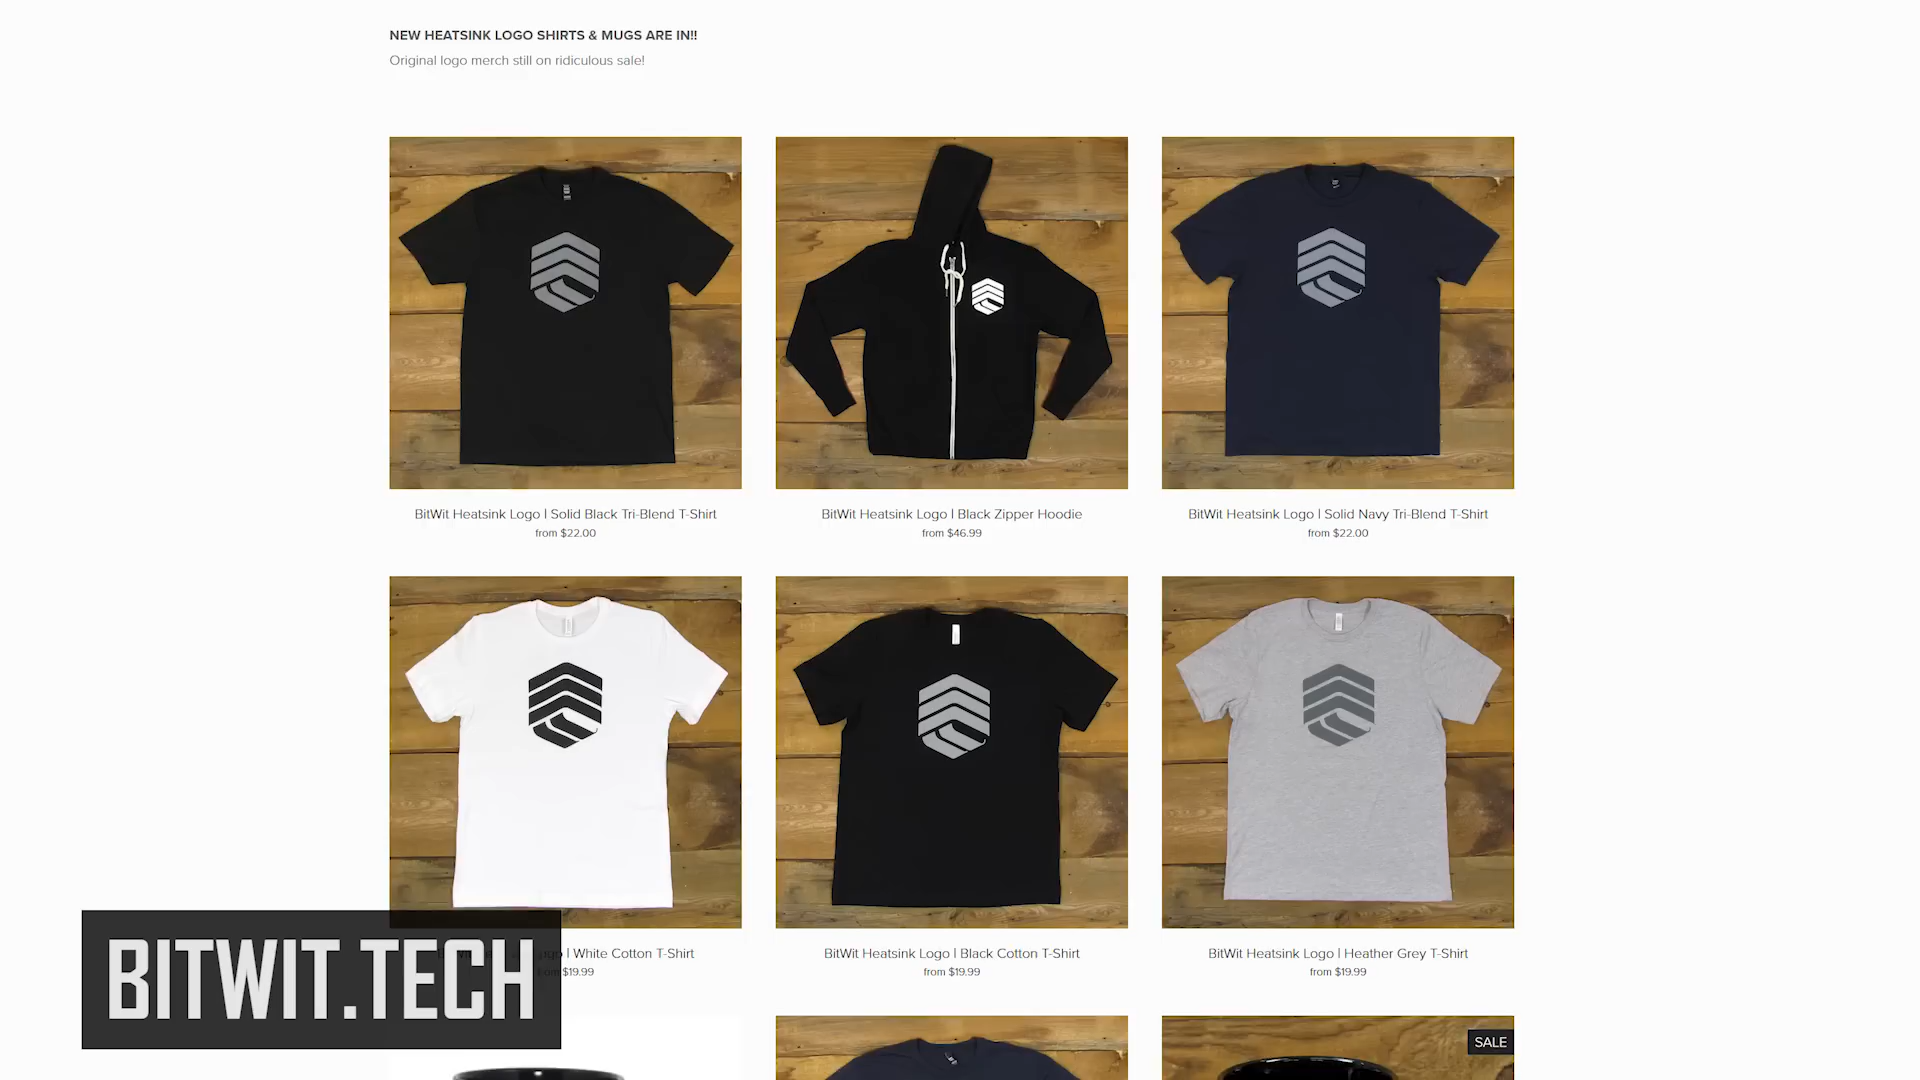 NEW HEATSINK LOGO SHIRTS & MUGS ARE IN!!
Original logo merch still on ridiculous sale!
BitWit Heatsink Logo | Solid Black Tri-Blend T-Shirt
from $22.00
BitWit Heatsink Logo | Black Zipper Hoodie
from $46.99
BitWit Heatsink Logo | Solid Navy Tri-Blend T-Shirt
from $22.00
Logo | White Cotton T-Shirt
from $19.99
BitWit Heatsink Logo | Black Cotton T-Shirt
from $19.99
BitWit Heatsink Logo | Heather Grey T-Shirt
from $19.99
SALE
BITWIT.TECH